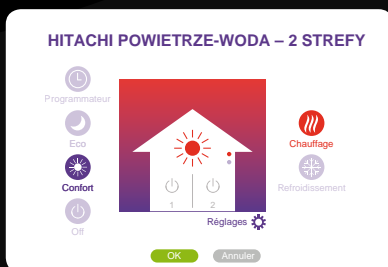 HITACHI POWIETRZE-WODA – 2 STREFY
Programmateur
Eco
Confort
Off
1 2
Chauffage
Refroidissement
Réglages
OK Annuler